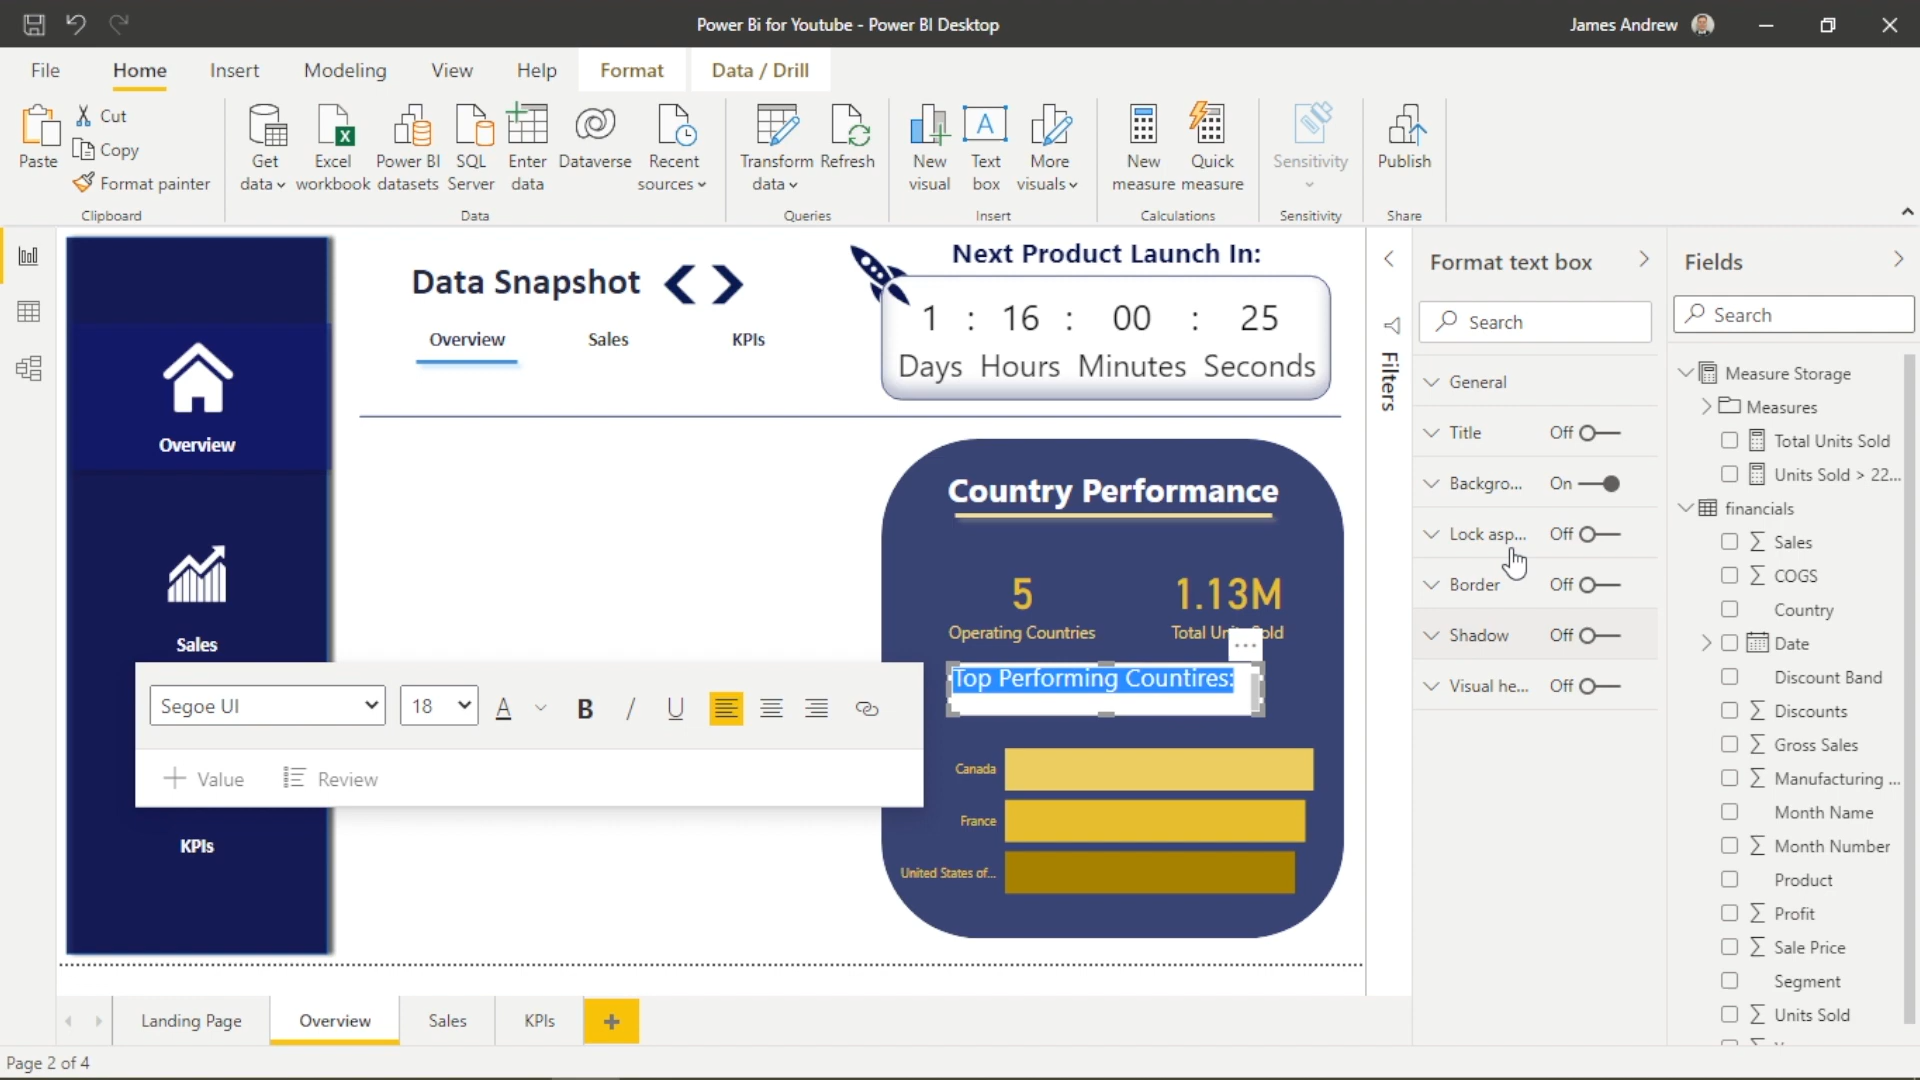 Power Bi for Youtube - Power BI Desktop
James Andrew
File
Home
Insert
Modeling
View
Help
Format
Data / Drill
Paste
Cut
Copy
Format painter
Clipboard
Get
data
Excel
workbook
Power BI
datasets
SQL
Server
Enter
data
Dataverse
Recent
sources
Data
Transform
data
Refresh
Queries
New
visual
Text
box
More
visuals
Insert
New
measure
Quick
measure
Calculations
Sensitivity
Sensitivity
Publish
Share
Overview
Sales
KPIs
Data Snapshot
Overview
Sales
KPIs
Next Product Launch In:
1 : 16 : 00 : 25
Days Hours Minutes Seconds
Country Performance
5
Operating Countries
1.13M
Top Performing Countires:
Canada
France
United States of...
Segoe UI
18
A
B
/
U
Value
Review
Filters
Format text box
Search
General
Title Off
Backgro... On
Lock asp... Off
Border Off
Shadow Off
Visual he... Off
Fields
Search
Measure Storage
Measures
Total Units Sold
Units Sold > 22...
financials
Sales
COGS
Country
Date
Discount Band
Discounts
Gross Sales
Manufacturing ...
Month Name
Month Number
Product
Profit
Sale Price
Segment
Units Sold
Landing Page
Overview
Sales
KPIs
Page 2 of 4